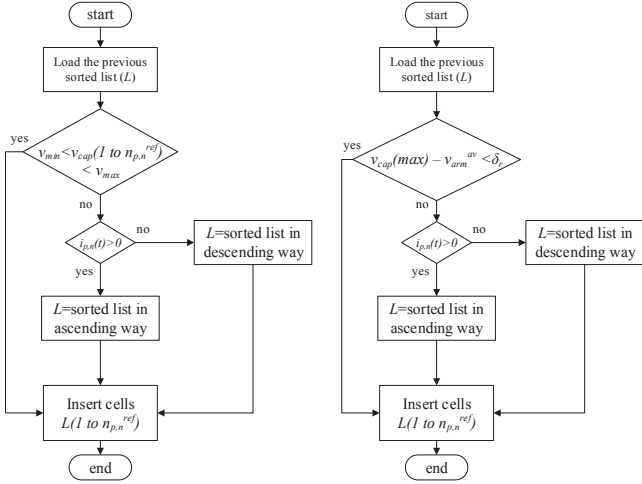 start
Load the previous
sorted list (L)
yes
v_min<v_cap(1 to n_p,n^ref)
< v_max
no
i_p,n(t)>0
no
yes
L=sorted list in
descending way
L=sorted list in
ascending way
Insert cells
L(1 to n_p,n^ref)
end
start
Load the previous
sorted list (L)
yes
v_cap(max) – v_arm^av <δ_r
no
i_p,n(t)>0
no
yes
L=sorted list in
descending way
L=sorted list in
ascending way
Insert cells
L(1 to n_p,n^ref)
end